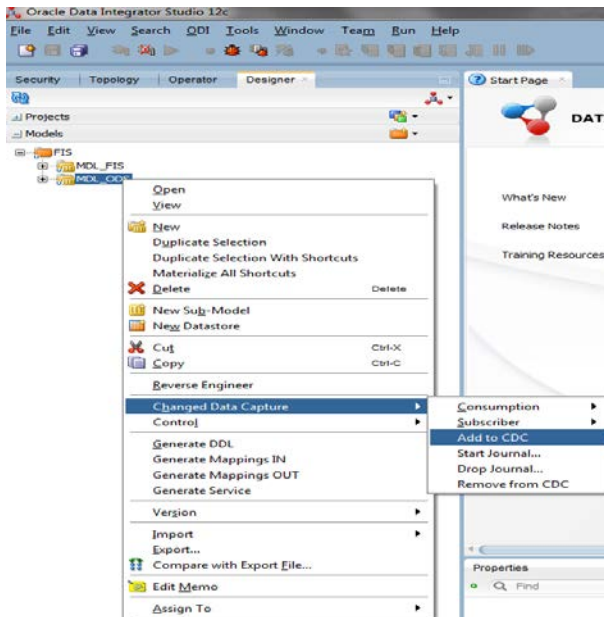 Oracle Data Integrator Studio 12c
File Edit View Search ODI Tools Window Team Run Help
Security Topology Operator Designer
Start Page
Projects
Models
FIS
MDL_FIS
MDL_ODS
DAT
What's New
Release Notes
Training Resources
Open
View
New
Duplicate Selection
Duplicate Selection With Shortcuts
Materialize All Shortcuts
Delete Delete
New Sub-Model
New Datastore
Cut Ctrl-X
Copy Ctrl-C
Reverse Engineer
Changed Data Capture
Control
Generate DDL
Generate Mappings IN
Generate Mappings OUT
Generate Service
Version
Import
Export...
Compare with Export File...
Edit Memo
Assign To
Consumption
Subscriber
Add to CDC
Start Journal...
Drop Journal...
Remove from CDC
Properties
Find